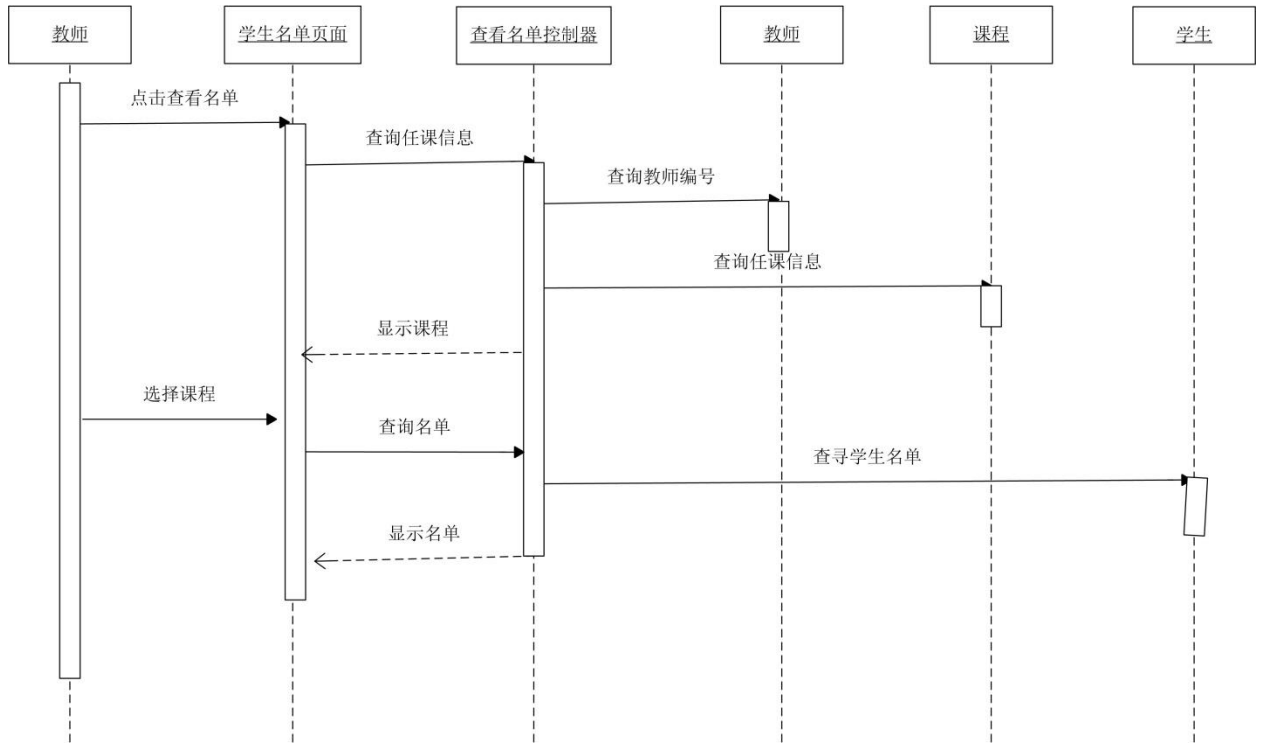 教师
学生名单页面
查看名单控制器
教师
课程
学生
点击查看名单
查询任课信息
查询教师编号
查询任课信息
显示课程
选择课程
查询名单
查寻学生名单
显示名单